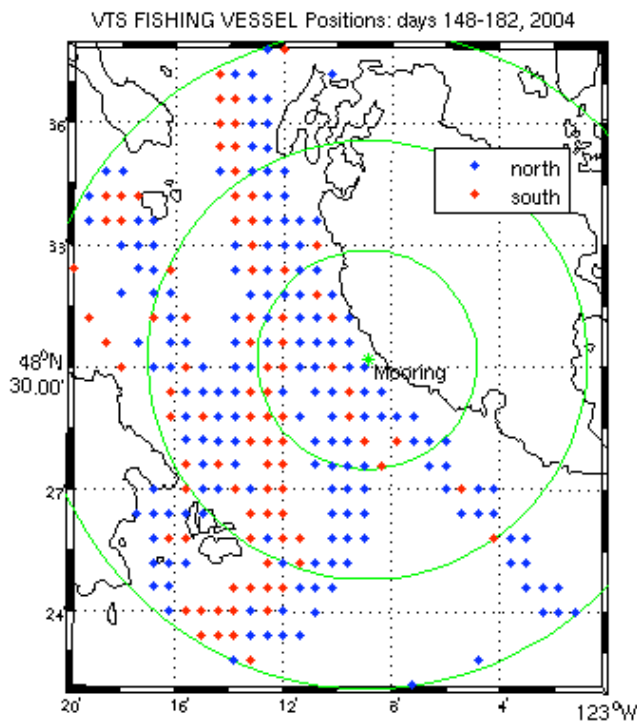 VTS FISHING VESSEL Positions: days 148-182, 2004
36'
north
south
33'
48°N
30.00'
Mooring
27'
24'
20' 16' 12' 8' 4' 123°W